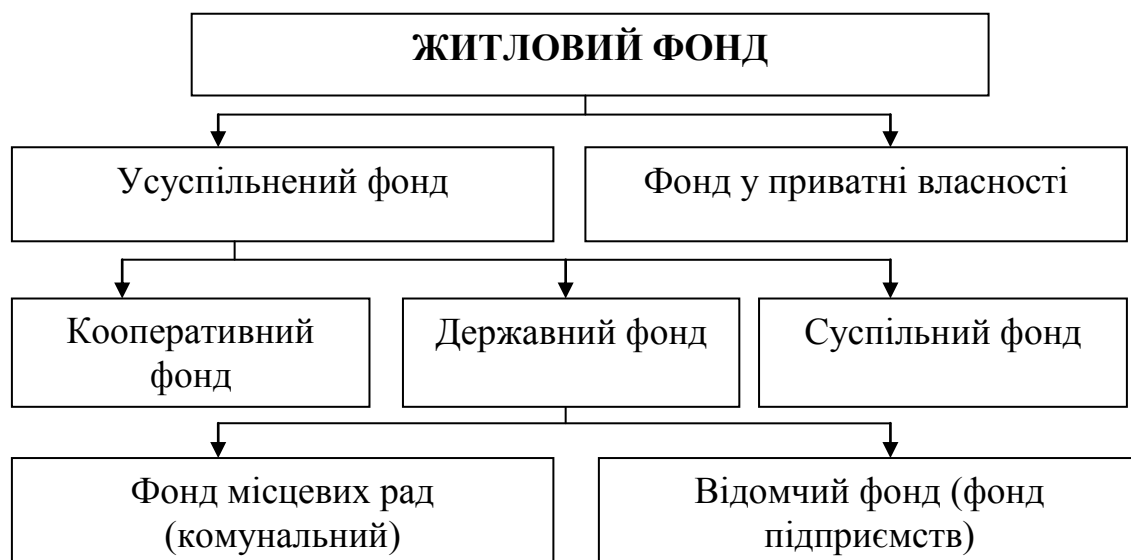 ЖИТЛОВИЙ ФОНД
Усуспільнений фонд
Фонд у приватні власності
Кооперативний
фонд
Державний фонд
Суспільний фонд
Фонд місцевих рад
(комунальний)
Відомчий фонд (фонд
підприємств)